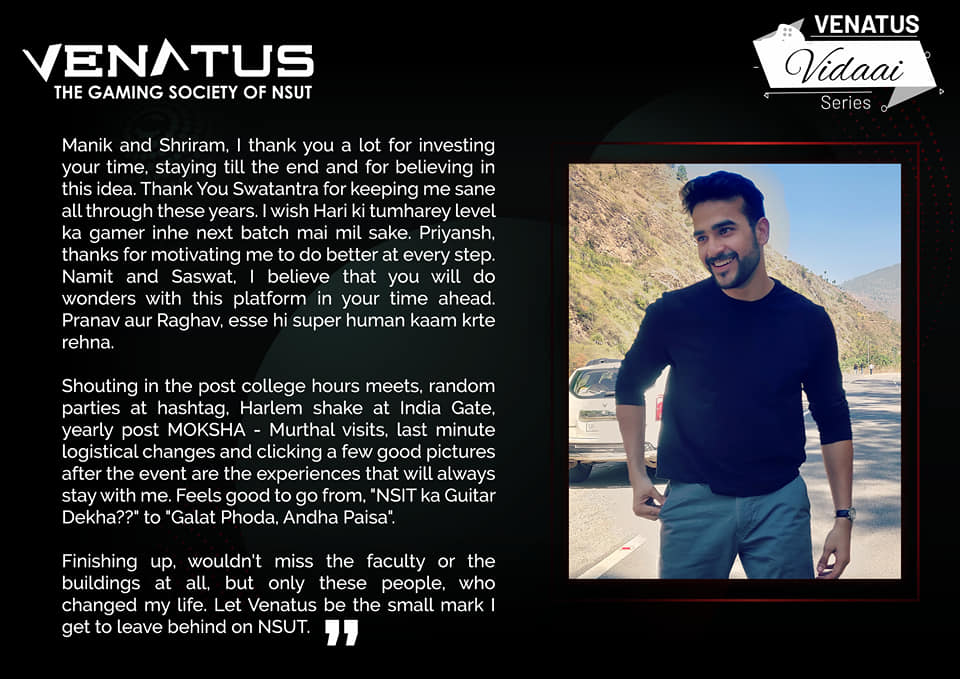 VENATUS
THE GAMING SOCIETY OF NSUT
VENATUS
Vidaai
Series
Manik and Shriram, I thank you a lot for investing
your time, staying till the end and for believing in
this idea. Thank You Swatantra for keeping me sane
all through these years. I wish Hari ki tumharey level
ka gamer inhe next batch mai mil sake. Priyansh,
thanks for motivating me to do better at every step.
Namit and Saswat, I believe that you will do
wonders with this platform in your time ahead.
Pranav aur Raghav, esse hi super human kaam krte
rehna.
Shouting in the post college hours meets, random
parties at hashtag, Harlem shake at India Gate,
yearly post MOKSHA - Murthal visits, last minute
logistical changes and clicking a few good pictures
after the event are the experiences that will always
stay with me. Feels good to go from, "NSIT ka Guitar
Dekha??" to "Galat Phoda, Andha Paisa".
Finishing up, wouldn't miss the faculty or the
buildings at all, but only these people, who
changed my life. Let Venatus be the small mark I
get to leave behind on NSUT. "